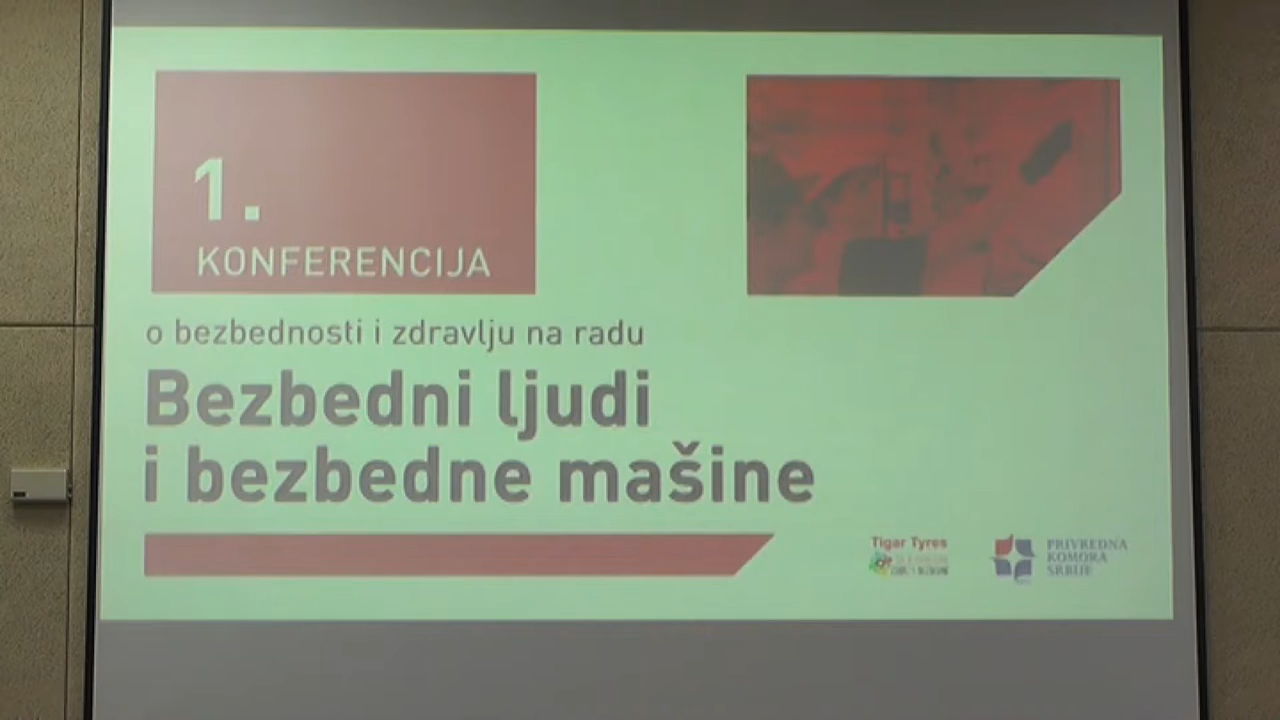 1.
KONFERENCIJA
o bezbednosti i zdravlju na radu
Bezbedni ljudi
i bezbedne mašine
Tigar Tyres
PRIVREDNA
KOMORA
SRBIJE